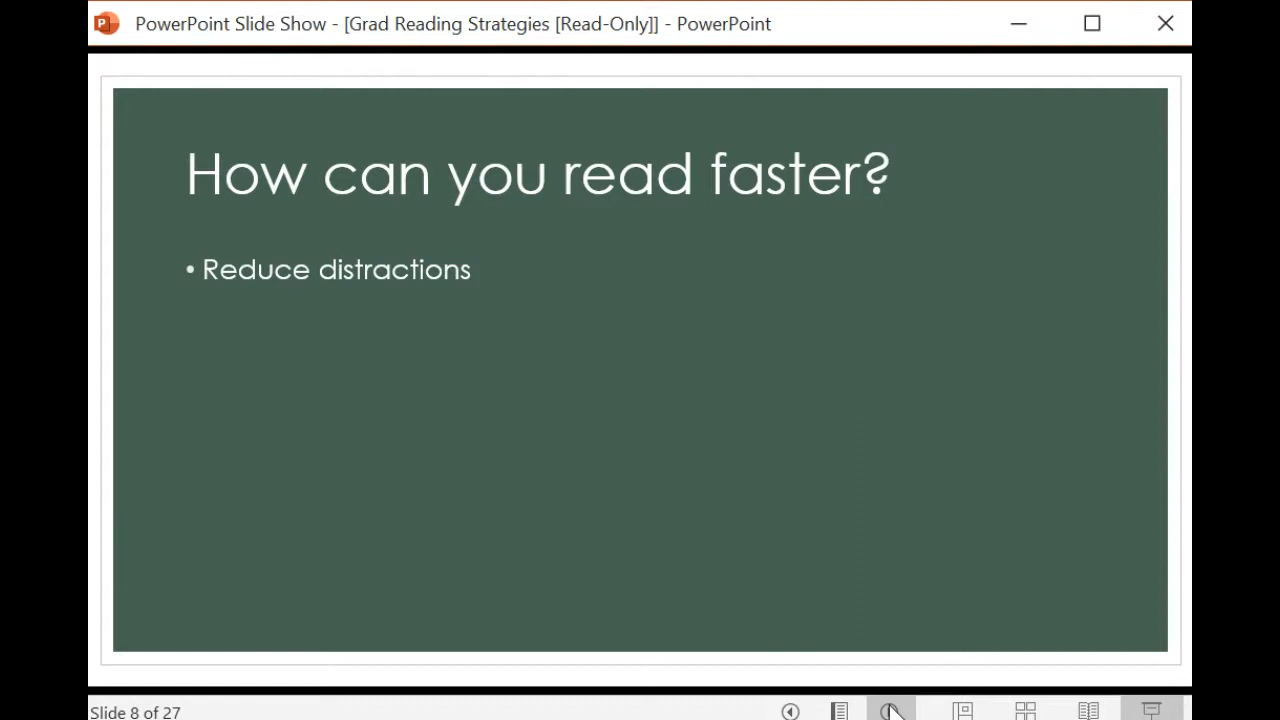 PowerPoint Slide Show - [Grad Reading Strategies [Read-Only]] - PowerPoint
How can you read faster?
• Reduce distractions
Slide 8 of 27